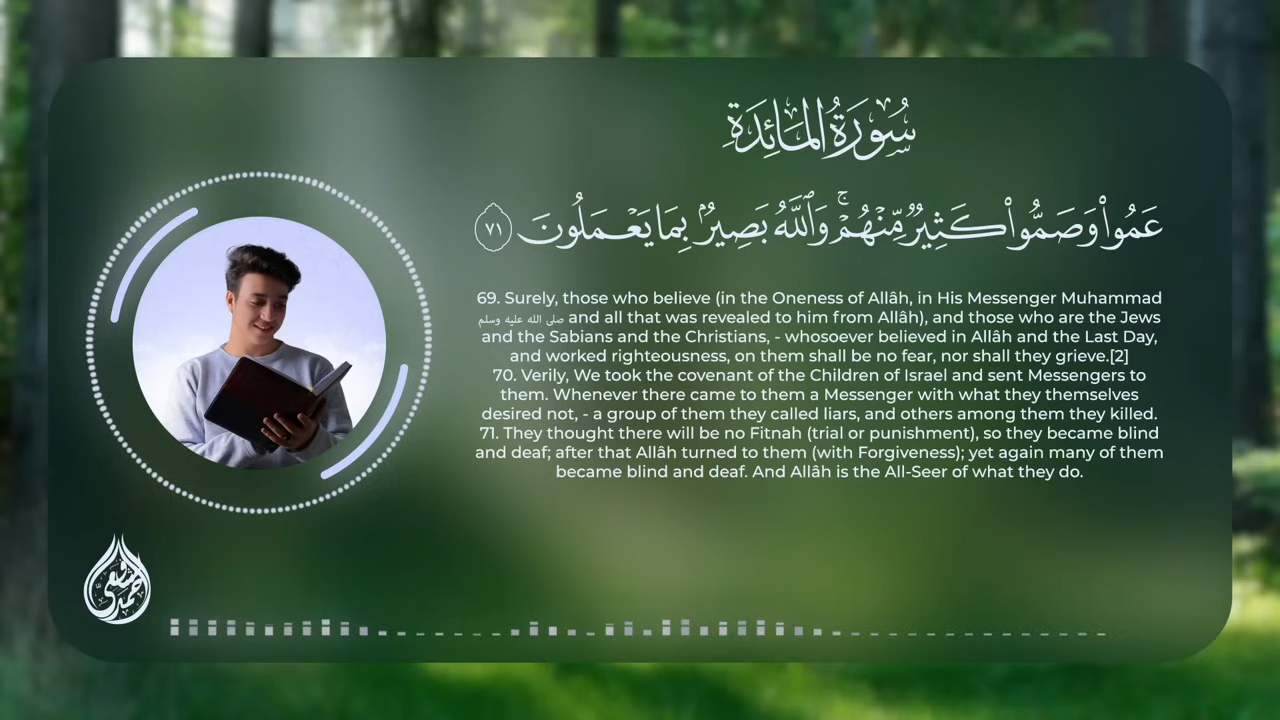 سُورَةُ المَائِدَة
عَمُوا۟ وَصَمُّوا۟ كَثِيرٌ مِّنْهُمْ ۚ وَٱللَّهُ بَصِيرٌۢ بِمَا يَعْمَلُونَ ٧١
69. Surely, those who believe (in the Oneness of Allâh, in His Messenger Muhammad
صلى الله عليه وسلم and all that was revealed to him from Allâh), and those who are the Jews
and the Sabians and the Christians, - whosoever believed in Allâh and the Last Day,
and worked righteousness, on them shall be no fear, nor shall they grieve.[2]
70. Verily, We took the covenant of the Children of Israel and sent Messengers to
them. Whenever there came to them a Messenger with what they themselves
desired not, - a group of them they called liars, and others among them they killed.
71. They thought there will be no Fitnah (trial or punishment), so they became blind
and deaf; after that Allâh turned to them (with Forgiveness); yet again many of them
became blind and deaf. And Allâh is the All-Seer of what they do.